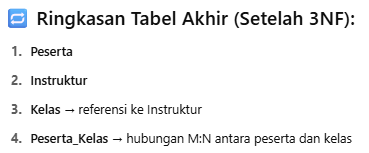 🔁 Ringkasan Tabel Akhir (Setelah 3NF):
1. Peserta
2. Instruktur
3. Kelas → referensi ke Instruktur
4. Peserta_Kelas → hubungan M:N antara peserta dan kelas